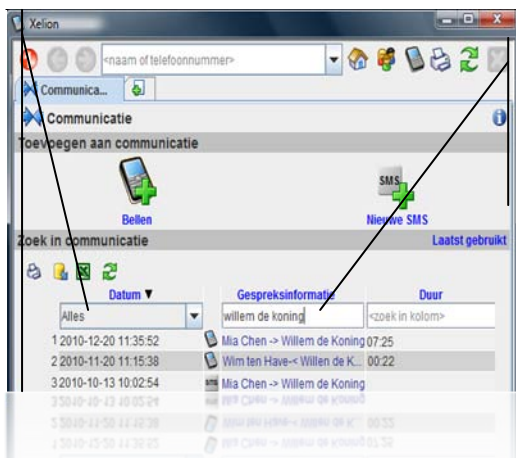 Xelion
<naam of telefoonnummer>
Communica...
Communicatie
Toevoegen aan communicatie
SMS
Bellen Nieuwe SMS
Zoek in communicatie Laatst gebruikt
Datum ▼ Gespreksinformatie Duur
Alles willem de koning <zoek in kolom>
1 2010-12-20 11:35:52 Mia Chen -> Willem de Koning 07:25
2 2010-11-20 11:15:38 Wim ten Have-< Willen de K... 00:22
3 2010-10-13 10:02:54 SMS Mia Chen -> Willem de Koning